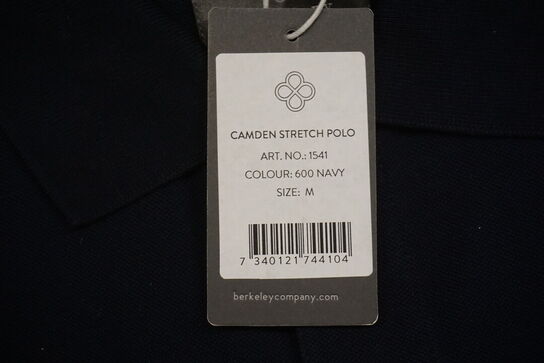 CAMDEN STRETCH POLO
ART. NO.: 1541
COLOUR: 600 NAVY
SIZE: M
7 340121 744104
berkeleycompany.com